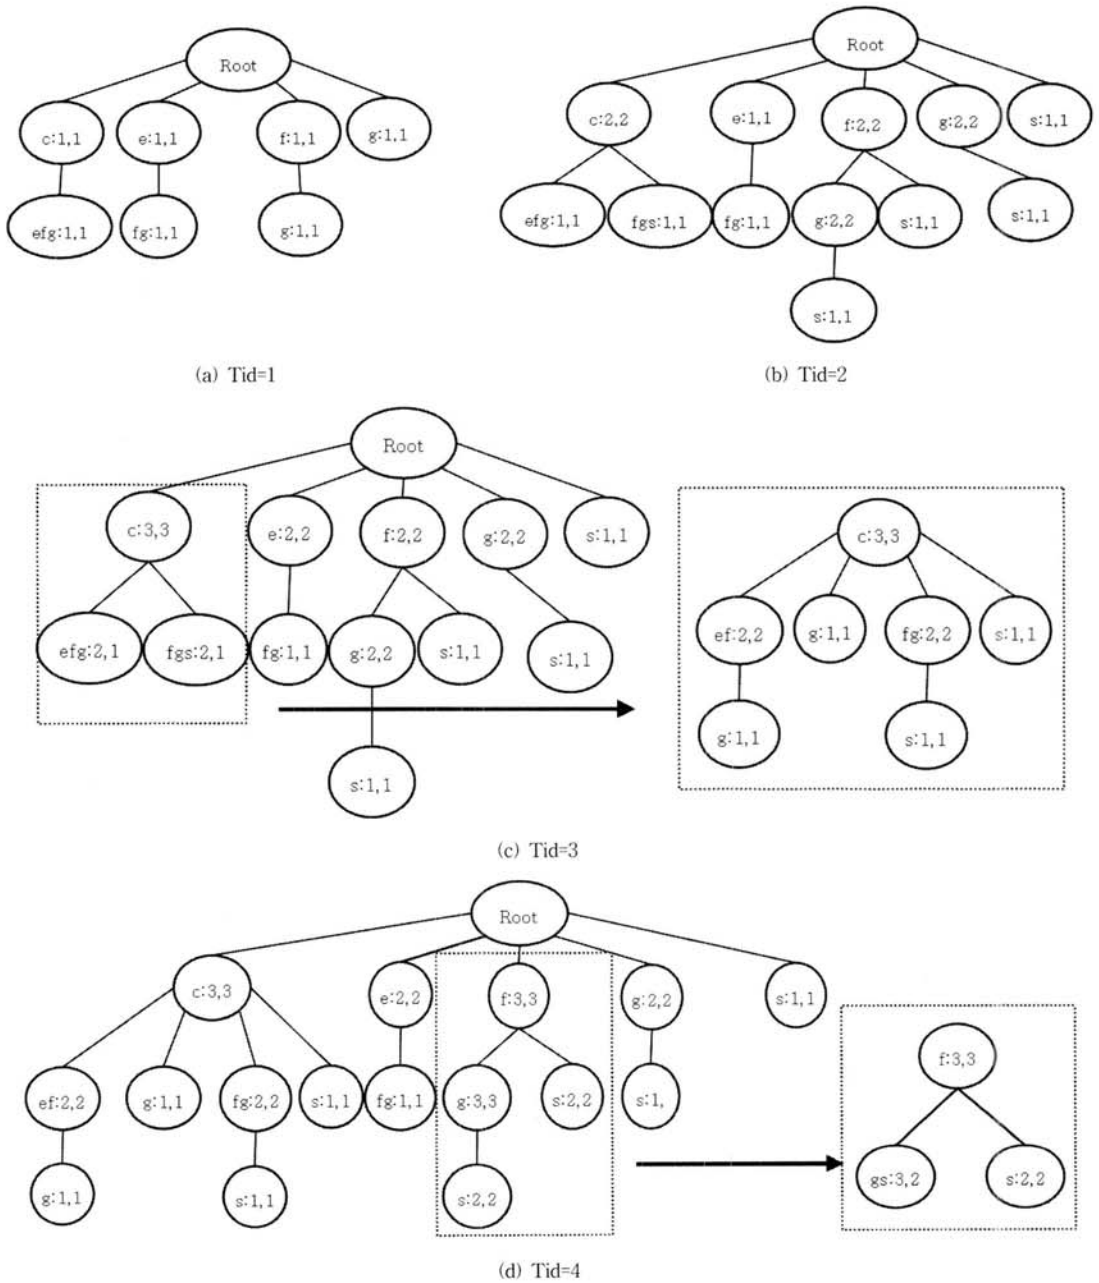 Root
c:1,1 e:1,1 f:1,1 g:1,1
efg:1,1 fg:1,1 g:1,1
(a) Tid=1
Root
c:2,2 e:1,1 f:2,2 g:2,2 s:1,1
efg:1,1 fgs:1,1 fg:1,1 g:2,2 s:1,1 s:1,1
s:1,1
(b) Tid=2
Root
c:3,3 e:2,2 f:2,2 g:2,2 s:1,1
efg:2,1 fgs:2,1 fg:1,1 g:2,2 s:1,1 s:1,1
s:1,1
c:3,3
ef:2,2 g:1,1 fg:2,2 s:1,1
g:1,1 s:1,1
(c) Tid=3
Root
c:3,3 e:2,2 f:3,3 g:2,2 s:1,1
ef:2,2 g:1,1 fg:2,2 s:1,1 fg:1,1 g:3,3 s:2,2 s:1,
g:1,1 s:1,1 s:2,2
f:3,3
gs:3,2 s:2,2
(d) Tid=4